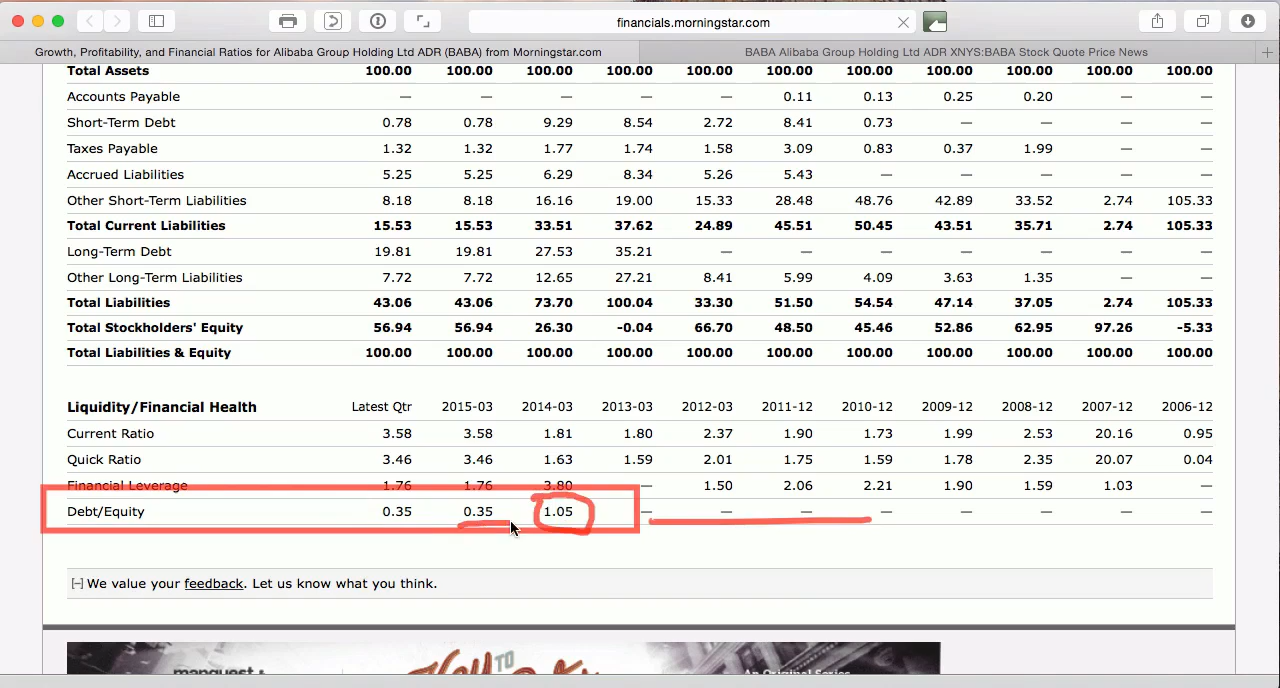 financials.morningstar.com
Growth, Profitability, and Financial Ratios for Alibaba Group Holding Ltd ADR (BABA) from Morningstar.com
BABA Alibaba Group Holding Ltd ADR XNYS:BABA Stock Quote Price News
Total Assets 100.00 100.00 100.00 100.00 100.00 100.00 100.00 100.00 100.00 100.00 100.00
Accounts Payable — — — — — 0.11 0.13 0.25 0.20 — —
Short-Term Debt 0.78 0.78 9.29 8.54 2.72 8.41 0.73 — — — —
Taxes Payable 1.32 1.32 1.77 1.74 1.58 3.09 0.83 0.37 1.99 — —
Accrued Liabilities 5.25 5.25 6.29 8.34 5.26 5.43 — — — — —
Other Short-Term Liabilities 8.18 8.18 16.16 19.00 15.33 28.48 48.76 42.89 33.52 2.74 105.33
Total Current Liabilities 15.53 15.53 33.51 37.62 24.89 45.51 50.45 43.51 35.71 2.74 105.33
Long-Term Debt 19.81 19.81 27.53 35.21 — — — — — — —
Other Long-Term Liabilities 7.72 7.72 12.65 27.21 8.41 5.99 4.09 3.63 1.35 — —
Total Liabilities 43.06 43.06 73.70 100.04 33.30 51.50 54.54 47.14 37.05 2.74 105.33
Total Stockholders' Equity 56.94 56.94 26.30 -0.04 66.70 48.50 45.46 52.86 62.95 97.26 -5.33
Total Liabilities & Equity 100.00 100.00 100.00 100.00 100.00 100.00 100.00 100.00 100.00 100.00 100.00
Liquidity/Financial Health Latest Qtr 2015-03 2014-03 2013-03 2012-03 2011-12 2010-12 2009-12 2008-12 2007-12 2006-12
Current Ratio 3.58 3.58 1.81 1.80 2.37 1.90 1.73 1.99 2.53 20.16 0.95
Quick Ratio 3.46 3.46 1.63 1.59 2.01 1.75 1.59 1.78 2.35 20.07 0.04
Financial Leverage 1.76 1.76 3.80 — 1.50 2.06 2.21 1.90 1.59 1.03 —
Debt/Equity 0.35 0.35 1.05 — — — — — — — —
[-] We value your feedback. Let us know what you think.
TO
An Original Series